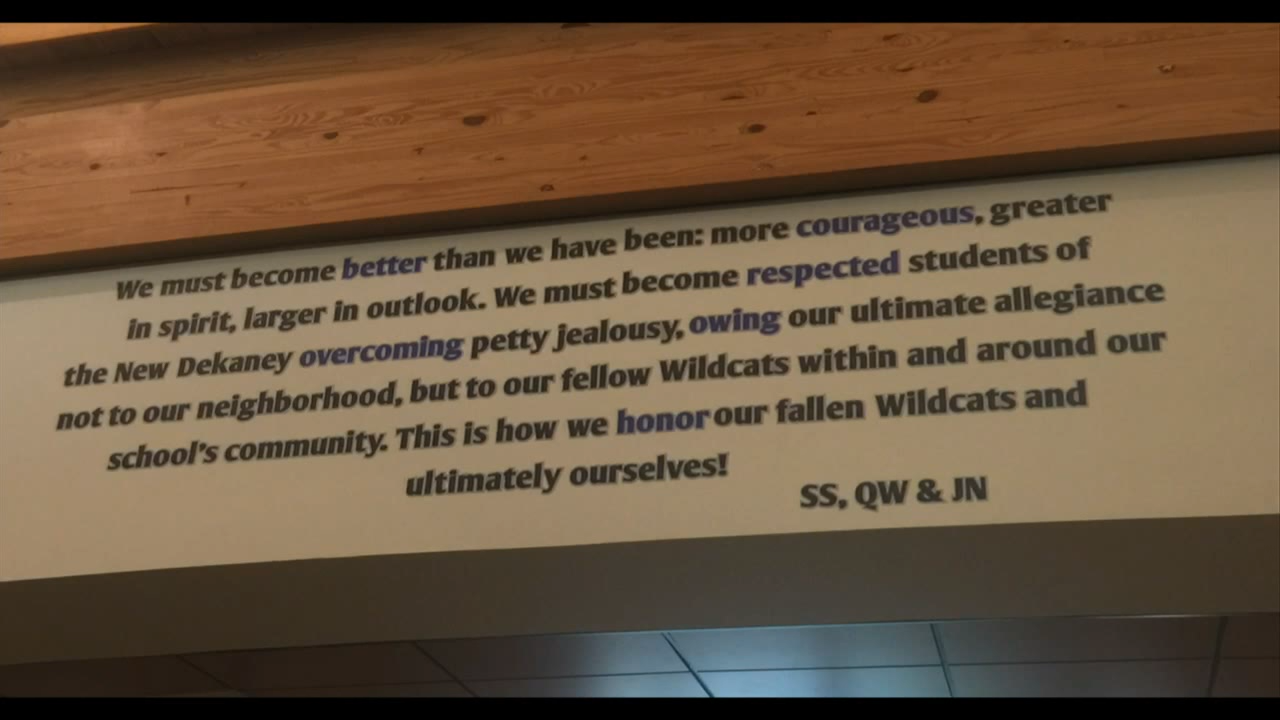 We must become better than we have been: more courageous, greater
in spirit, larger in outlook. We must become respected students of
the New Dekaney overcoming petty jealousy, owing our ultimate allegiance
not to our neighborhood, but to our fellow Wildcats within and around our
school's community. This is how we honor our fallen Wildcats and
ultimately ourselves!
SS, QW & JN